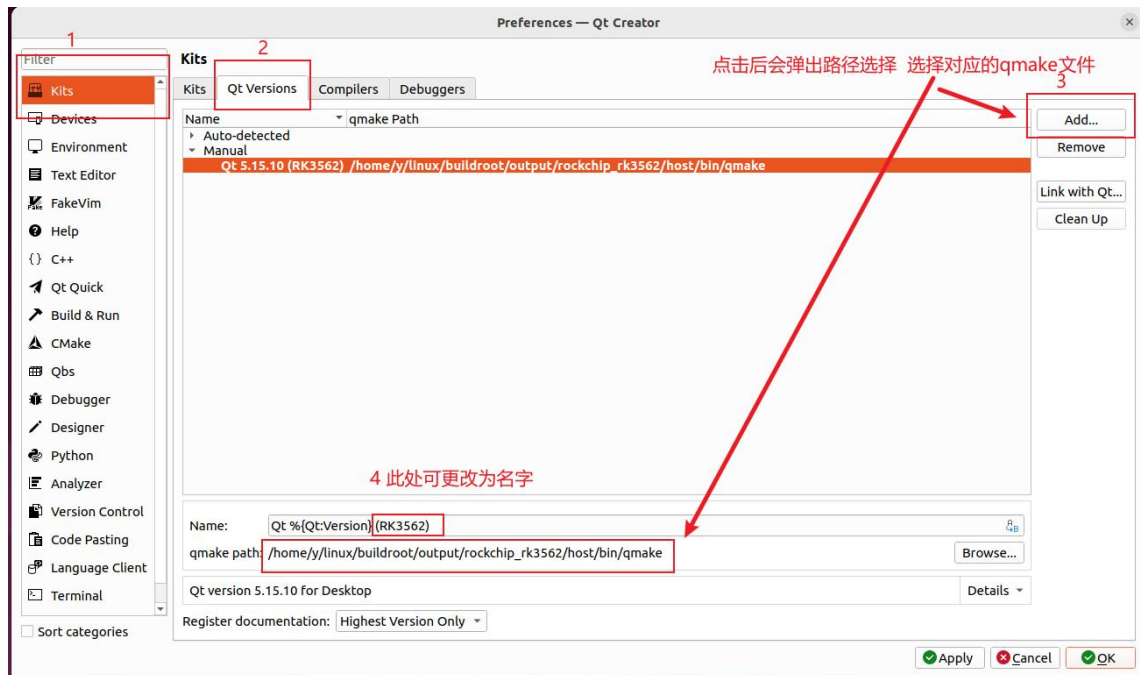 Preferences — Qt Creator
1
Filter
Kits
Devices
Environment
Text Editor
FakeVim
Help
{} C++
Qt Quick
Build & Run
CMake
Qbs
Debugger
Designer
Python
Analyzer
Version Control
Code Pasting
Language Client
Terminal
Sort categories
Kits
2
点击后会弹出路径选择 选择对应的qmake文件
3
Kits Qt Versions Compilers Debuggers
Name qmake Path
Auto-detected
Manual
Qt 5.15.10 (RK3562) /home/y/linux/buildroot/output/rockchip_rk3562/host/bin/qmake
Add...
Remove
Link with Qt...
Clean Up
4 此处可更改为名字
Name: Qt %{Qt:Version} (RK3562)
qmake path: /home/y/linux/buildroot/output/rockchip_rk3562/host/bin/qmake Browse...
Qt version 5.15.10 for Desktop Details
Register documentation: Highest Version Only
Apply Cancel OK